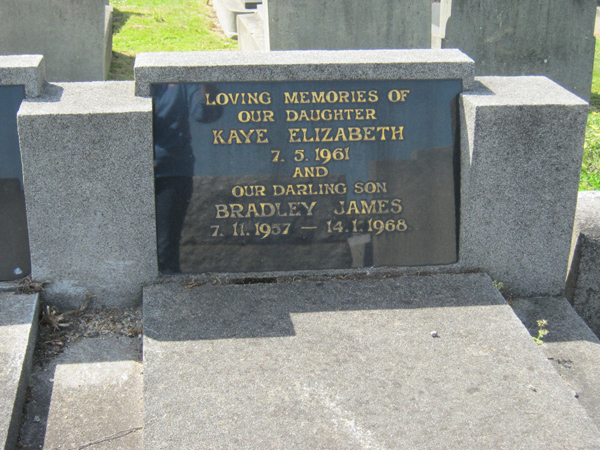 LOVING MEMORIES OF
OUR DAUGHTER
KAYE ELIZABETH
7. 5. 1961
AND
OUR DARLING SON
BRADLEY JAMES
7. 11. 1957 — 14. 1. 1968